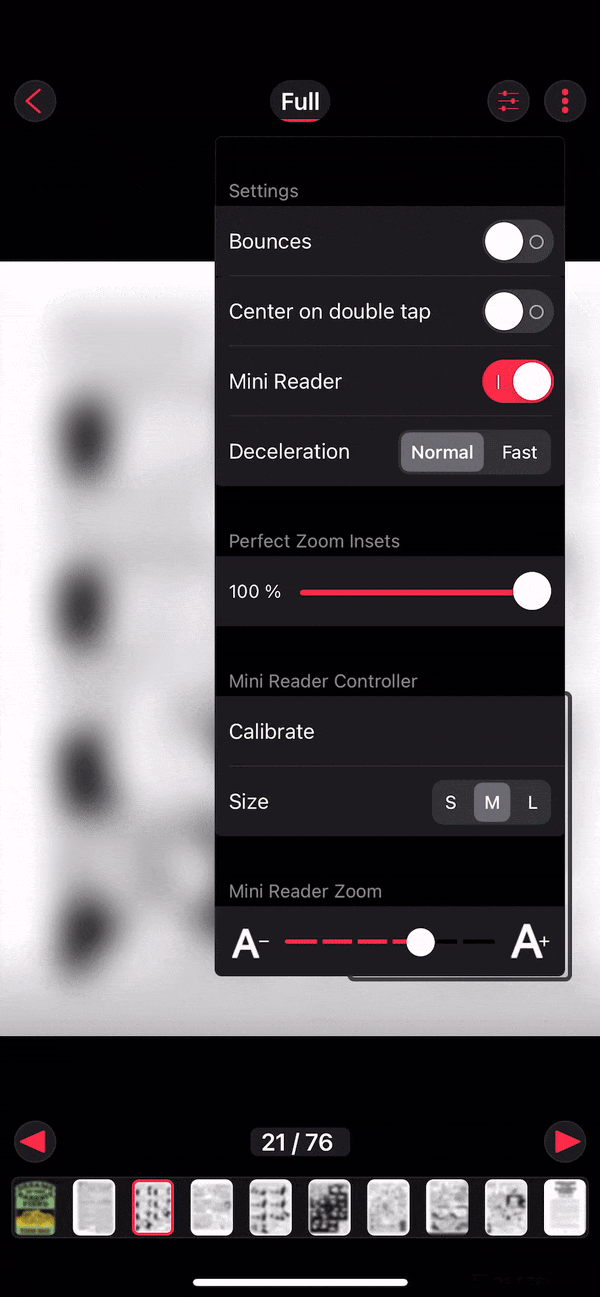 Full
Settings
Bounces
Center on double tap
Mini Reader
Deceleration Normal Fast
Perfect Zoom Insets
100 %
Mini Reader Controller
Calibrate
Size S M L
Mini Reader Zoom
A- A+
21 / 76